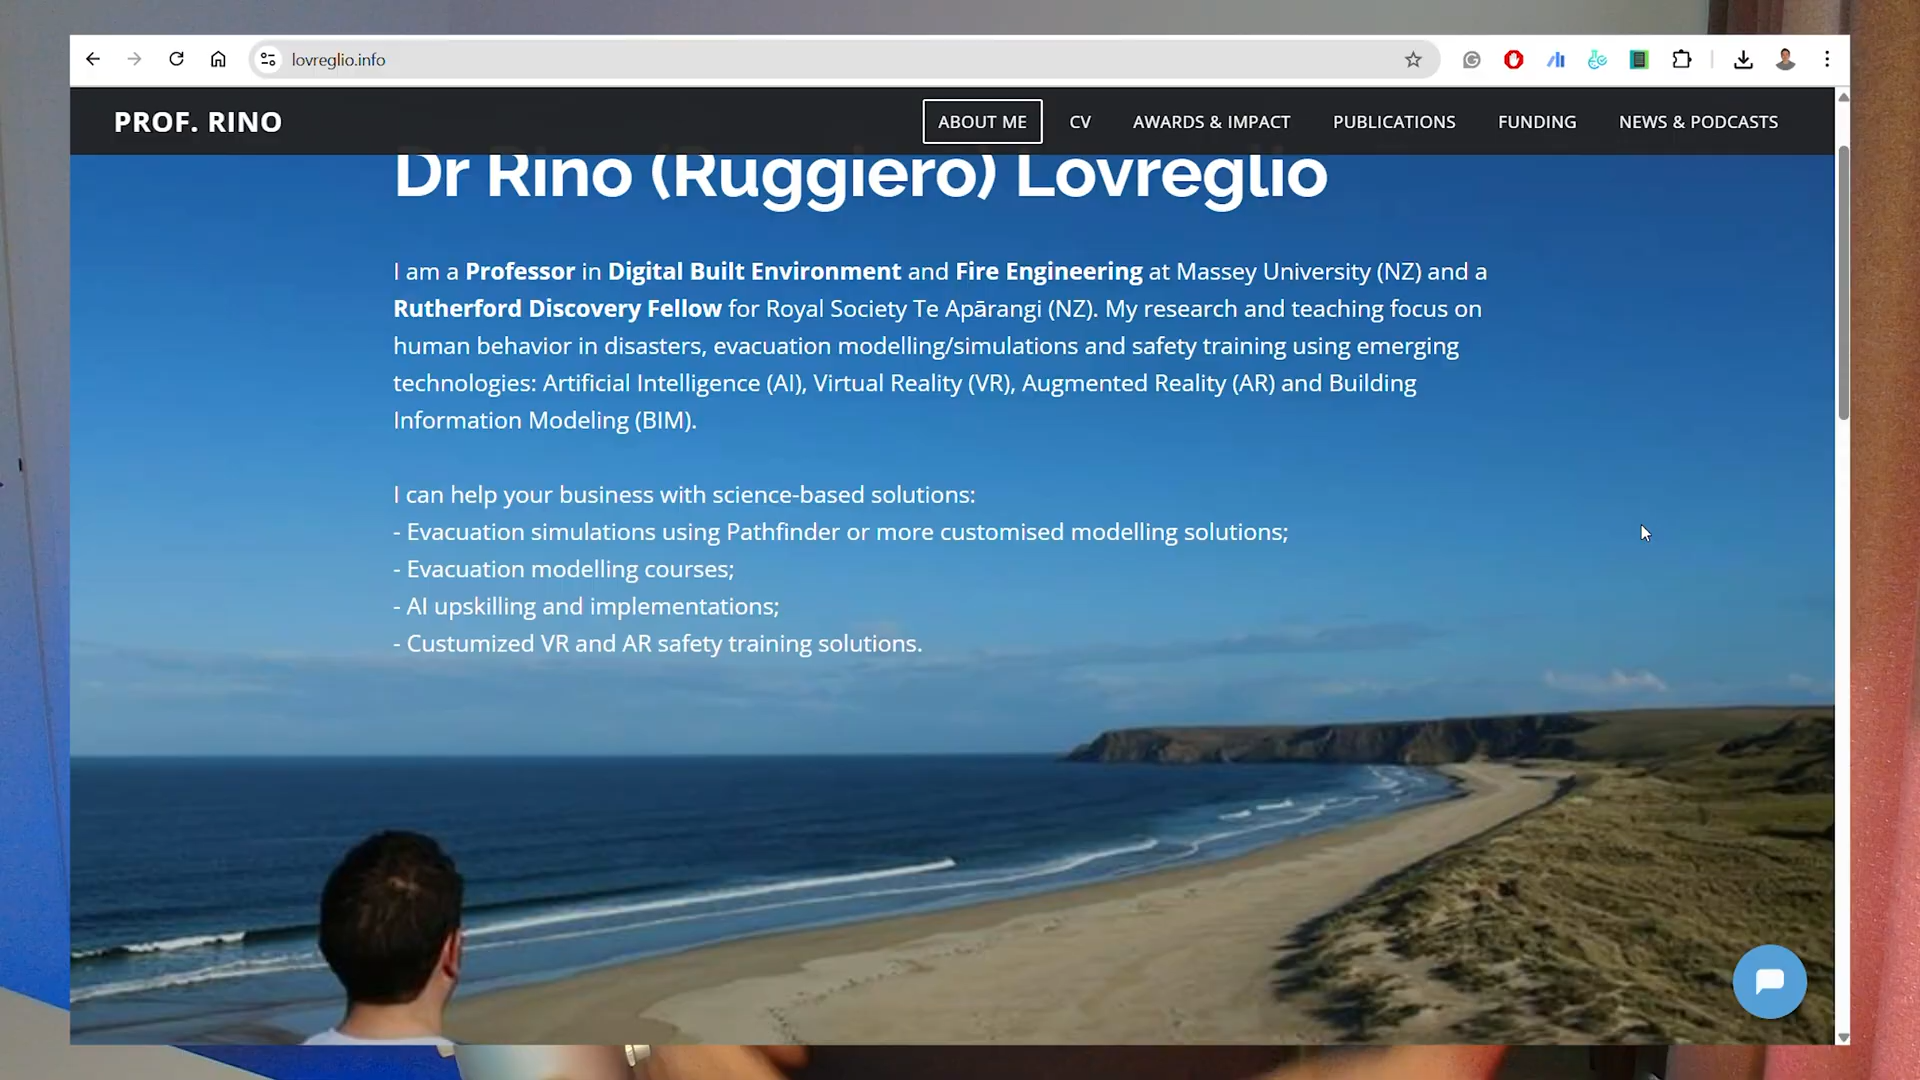 lovreglio.info
PROF. RINO
ABOUT ME
CV
AWARDS & IMPACT
PUBLICATIONS
FUNDING
NEWS & PODCASTS
Dr Rino (Ruggiero) Lovreglio
I am a Professor in Digital Built Environment and Fire Engineering at Massey University (NZ) and a
Rutherford Discovery Fellow for Royal Society Te Apārangi (NZ). My research and teaching focus on
human behavior in disasters, evacuation modelling/simulations and safety training using emerging
technologies: Artificial Intelligence (AI), Virtual Reality (VR), Augmented Reality (AR) and Building
Information Modeling (BIM).
I can help your business with science-based solutions:
- Evacuation simulations using Pathfinder or more customised modelling solutions;
- Evacuation modelling courses;
- AI upskilling and implementations;
- Custumized VR and AR safety training solutions.